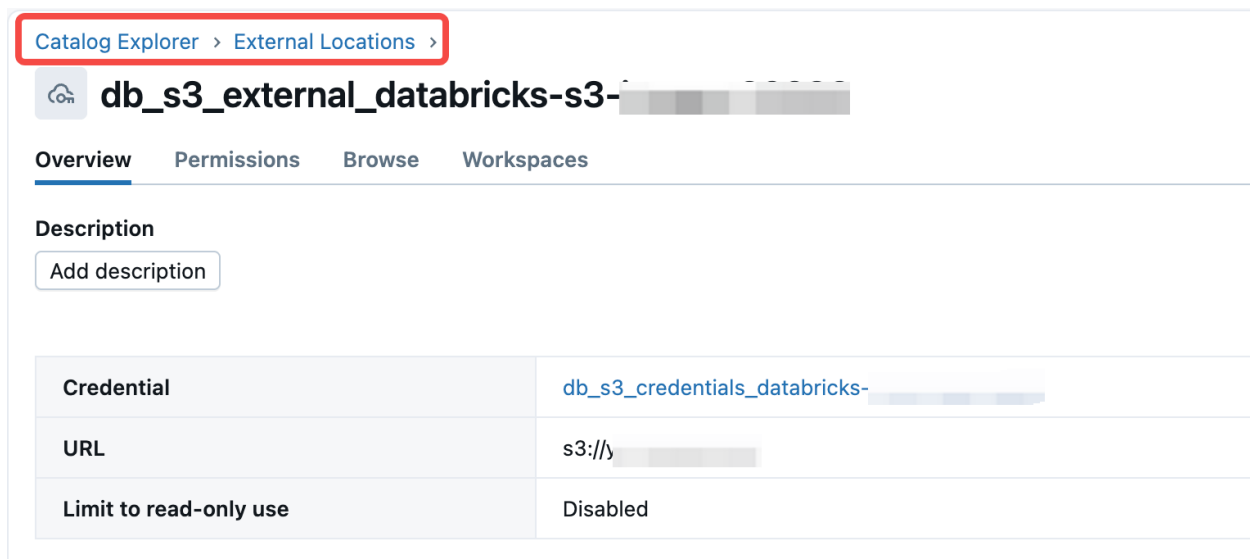 Catalog Explorer > External Locations >
db_s3_external_databricks-s3-
Overview Permissions Browse Workspaces
Description
Add description
Credential db_s3_credentials_databricks-
URL s3://y
Limit to read-only use Disabled